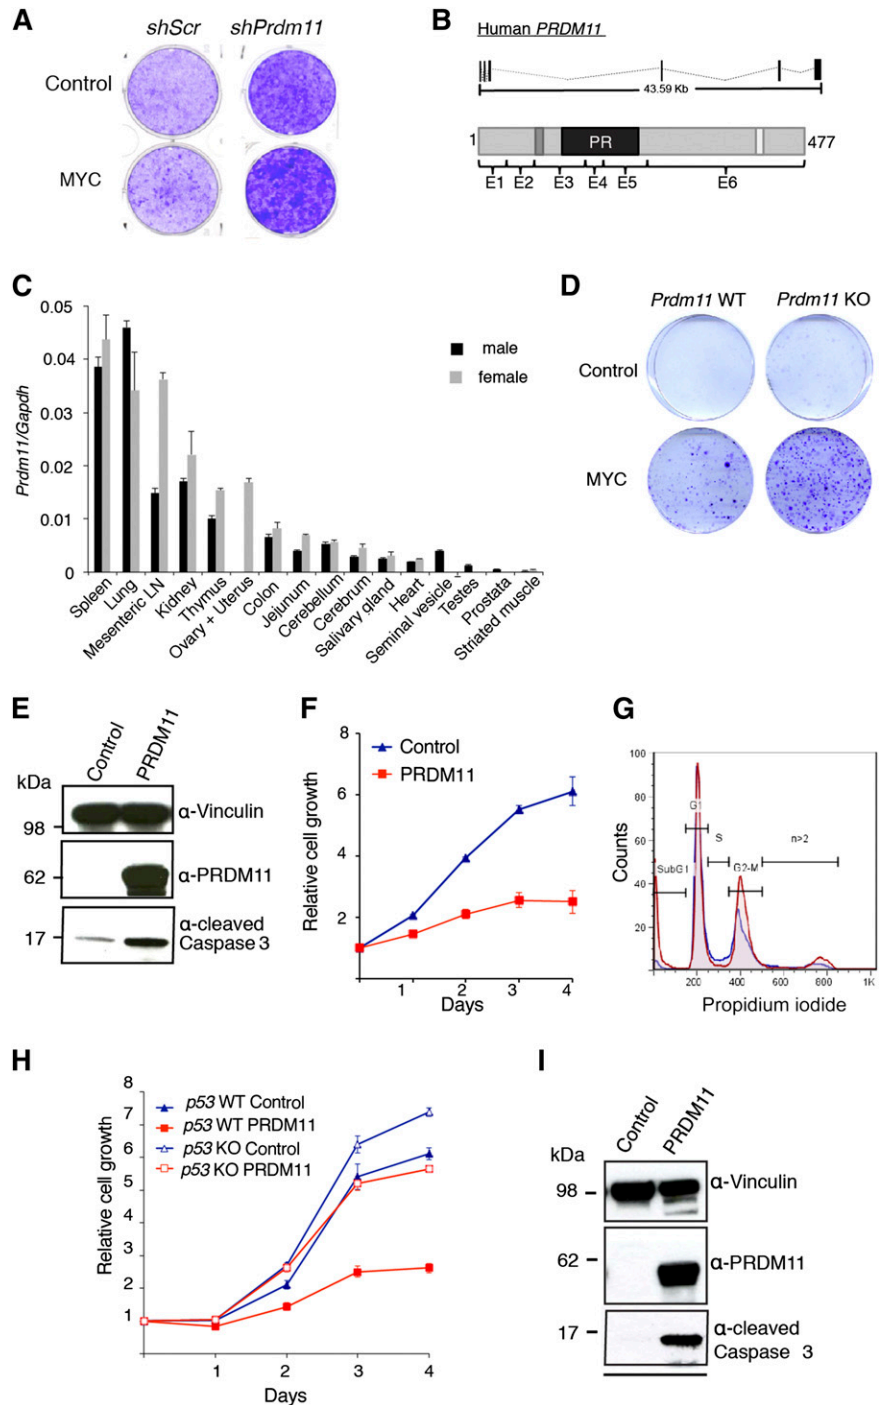 A
shScr
shPrdm11
Control
MYC
B
Human PRDM11
43.59 Kb
1
PR
477
E1
E2
E3
E4
E5
E6
C
0.05
0.04
0.03
0.02
0.01
0
Prdm11/Gapdh
male
female
Spleen
Lung
Mesenteric LN
Kidney
Thymus
Ovary + Uterus
Colon
Jejunum
Cerebellum
Cerebrum
Salivary gland
Heart
Seminal vesicle
Testes
Prostata
Striated muscle
D
Prdm11 WT
Prdm11 KO
Control
MYC
E
Control
PRDM11
kDa
98
62
17
α-Vinculin
α-PRDM11
α-cleaved
Caspase 3
F
8
6
4
2
Relative cell growth
Control
PRDM11
1
2
3
4
Days
G
100
80
60
40
20
Counts
SubG1
G1
S
G2-M
n>2
200
400
600
800
1K
Propidium iodide
H
8
7
6
5
4
3
2
1
Relative cell growth
p53 WT Control
p53 WT PRDM11
p53 KO Control
p53 KO PRDM11
1
2
3
4
Days
I
Control
PRDM11
kDa
98
62
17
α-Vinculin
α-PRDM11
α-cleaved
Caspase 3